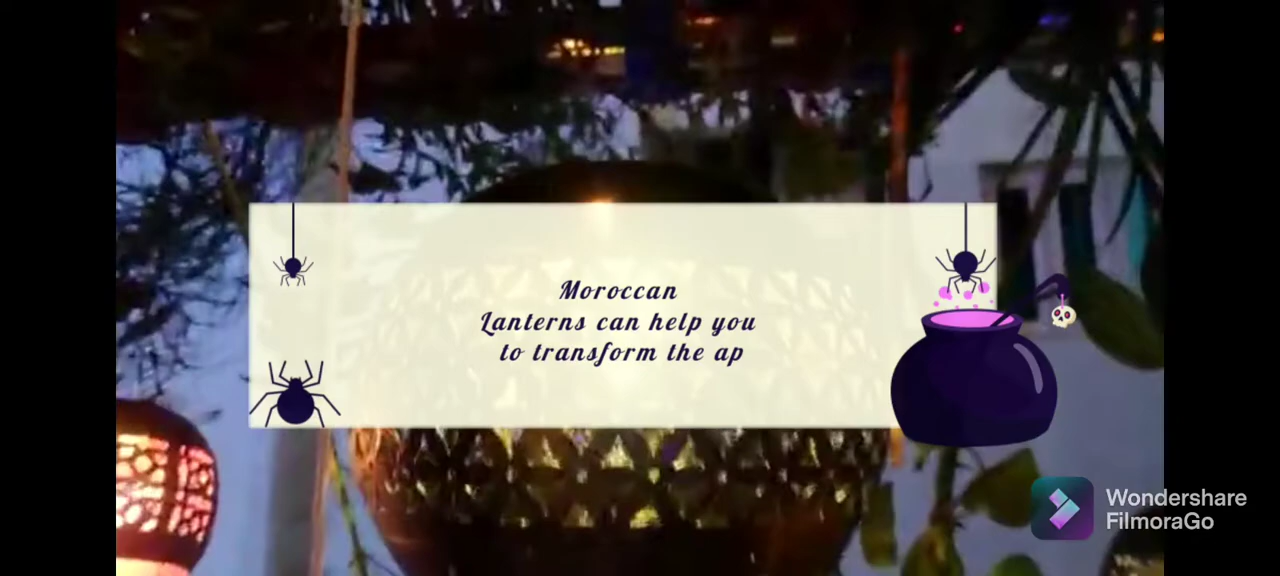 Moroccan
Lanterns can help you
to transform the ap
Wondershare
FilmoraGo